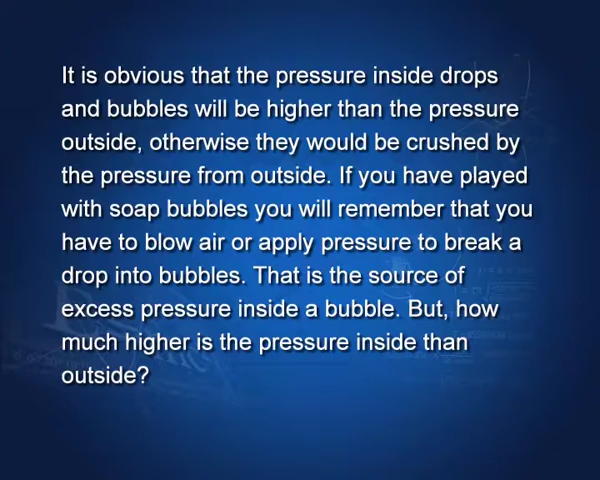 It is obvious that the pressure inside drops
and bubbles will be higher than the pressure
outside, otherwise they would be crushed by
the pressure from outside. If you have played
with soap bubbles you will remember that you
have to blow air or apply pressure to break a
drop into bubbles. That is the source of
excess pressure inside a bubble. But, how
much higher is the pressure inside than
outside?